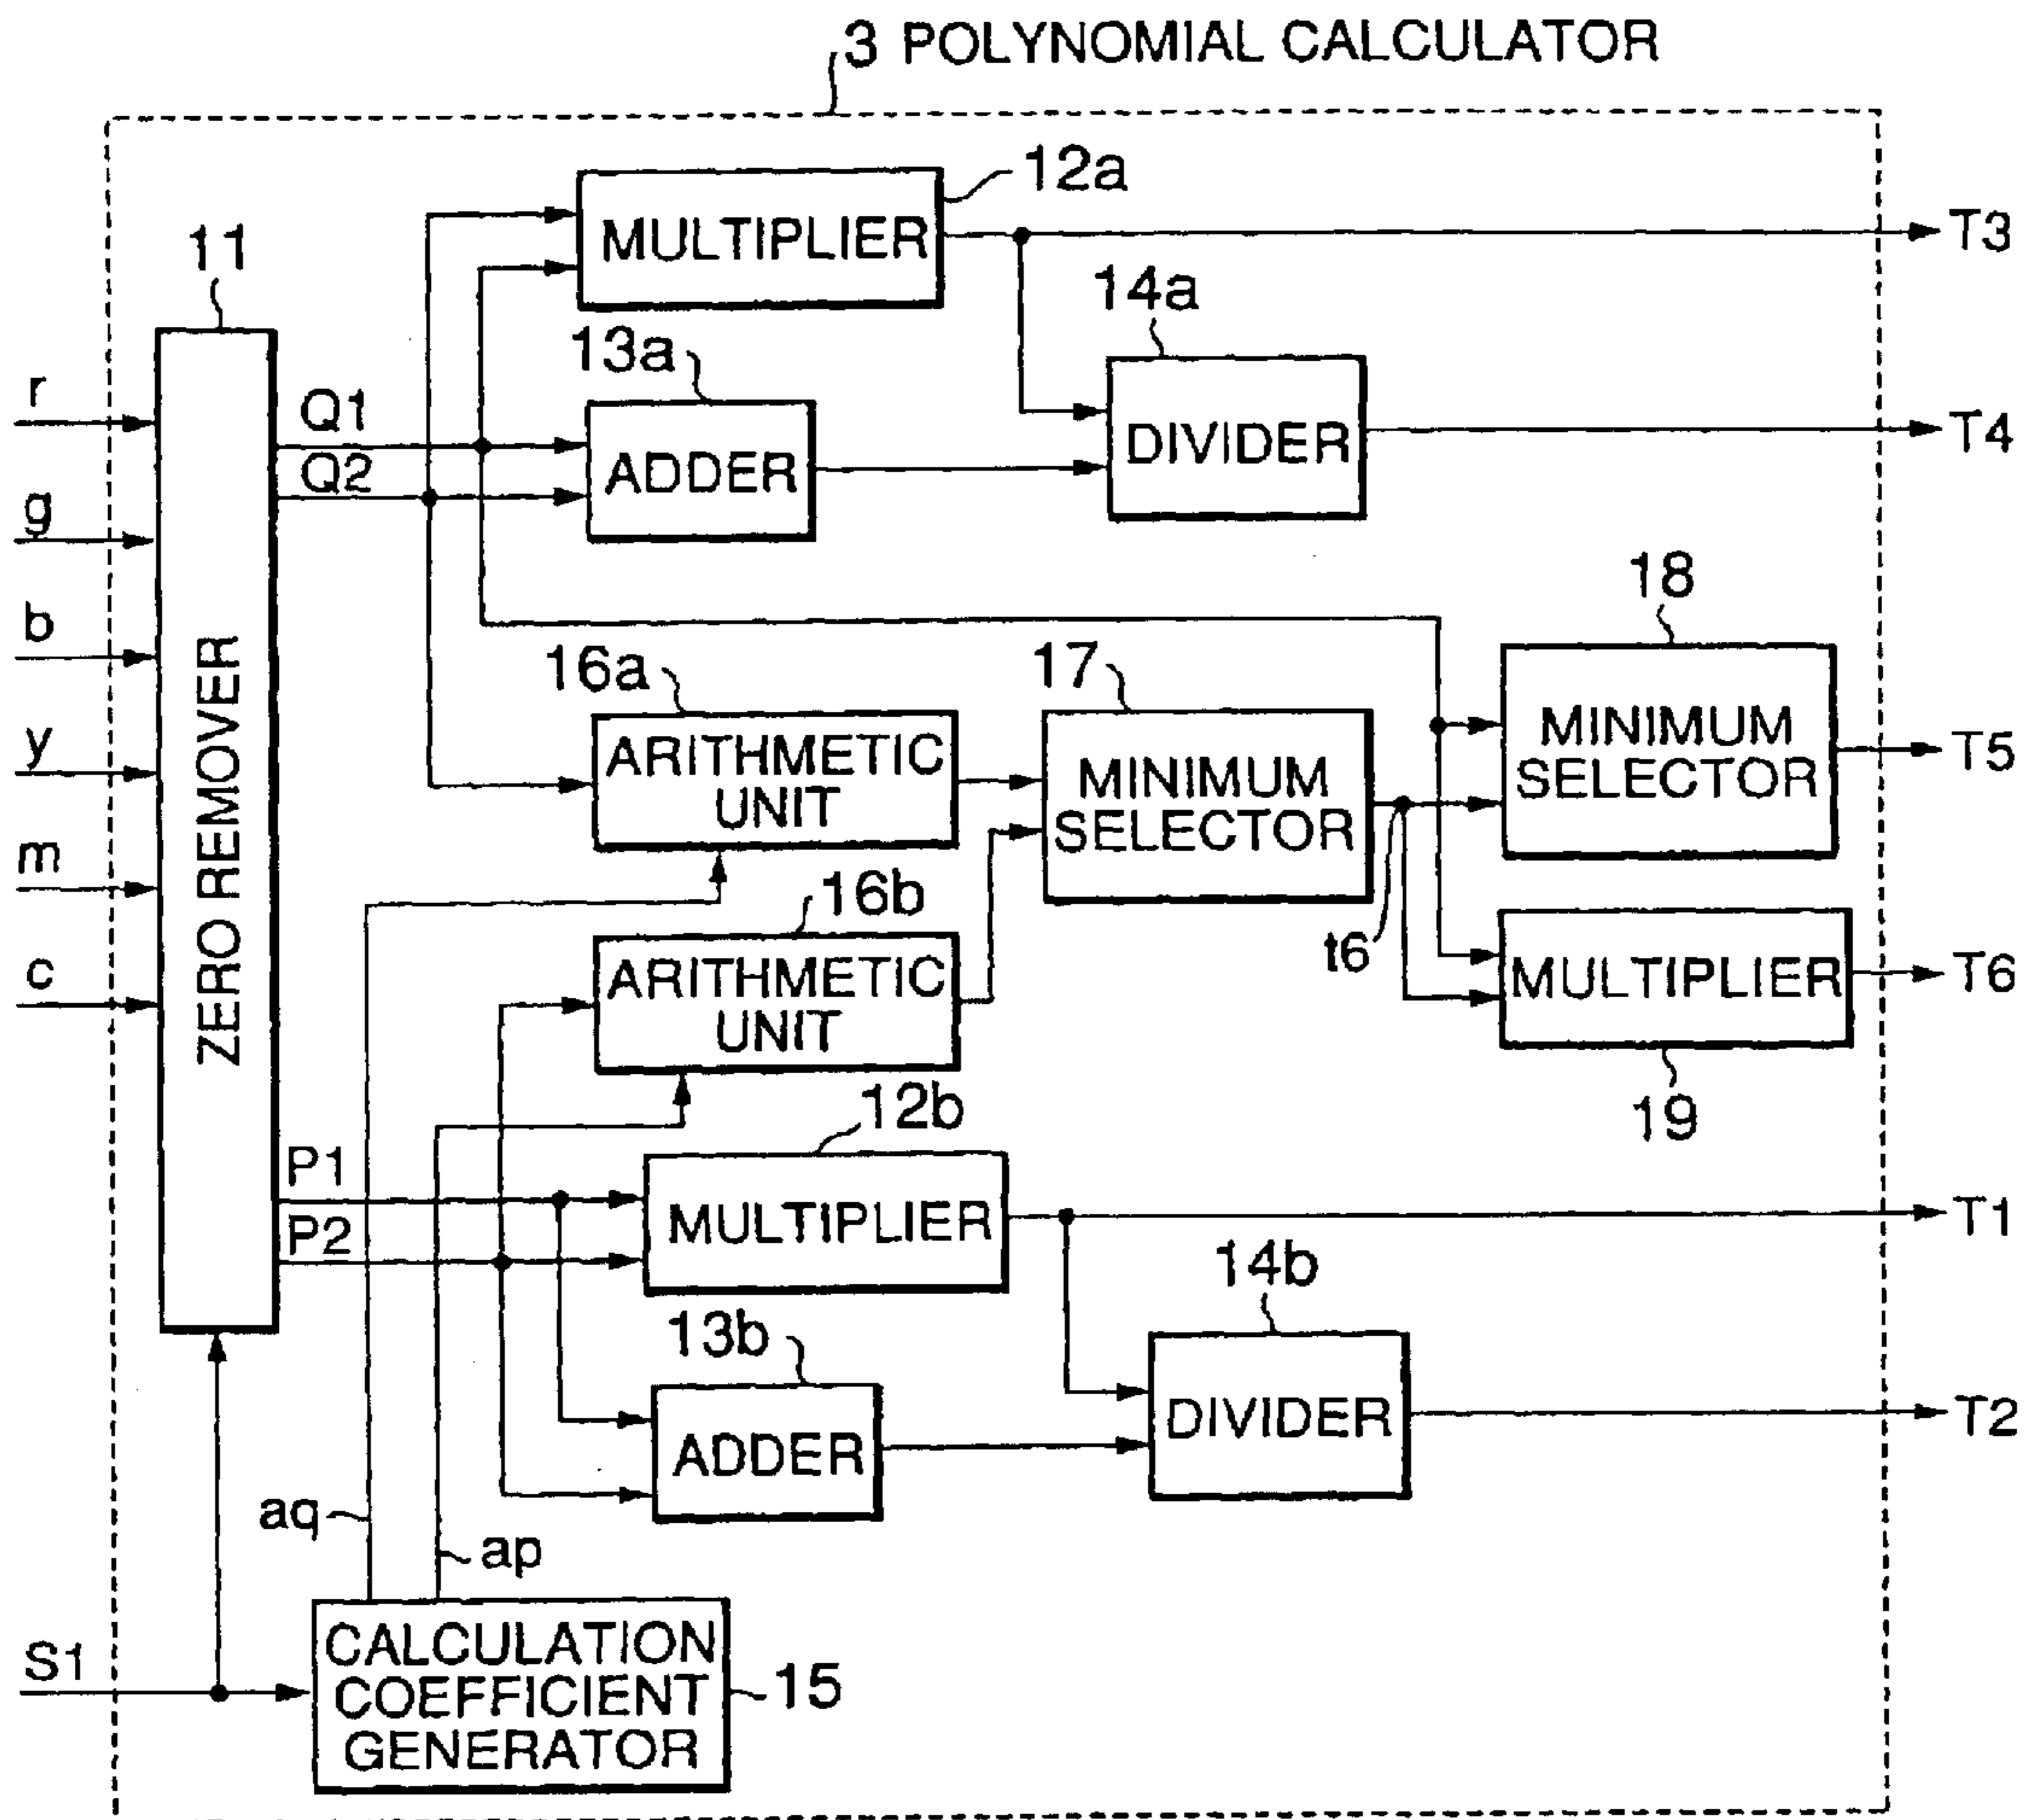 3 POLYNOMIAL CALCULATOR
12a
MULTIPLIER
T3
11
14a
13a
r
Q1
DIVIDER
T4
Q2
ADDER
g
18
b
17
16a
MINIMUM
SELECTOR
T5
y
ARITHMETIC
UNIT
MINIMUM
SELECTOR
ZERO REMOVER
m
16b
t6
c
ARITHMETIC
UNIT
MULTIPLIER
T6
12b
19
P1
MULTIPLIER
T1
P2
14b
13b
DIVIDER
T2
ADDER
aq
ap
S1
CALCULATION
COEFFICIENT
GENERATOR
15